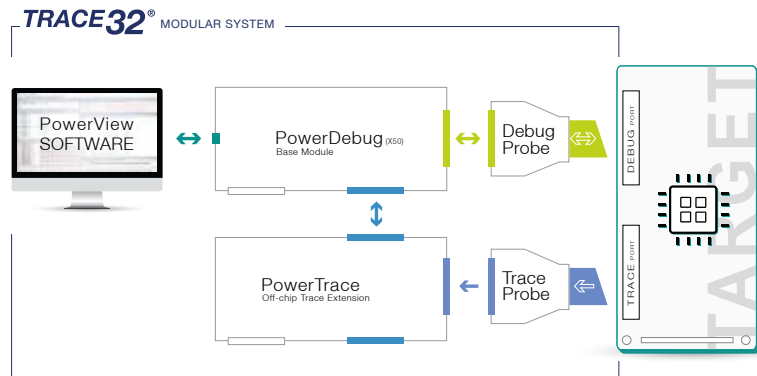 TRACE32® MODULAR SYSTEM
PowerView
SOFTWARE
PowerDebug (X50)
Base Module
Debug
Probe
DEBUG PORT
TARGET
PowerTrace
Off-chip Trace Extension
Trace
Probe
TRACE PORT